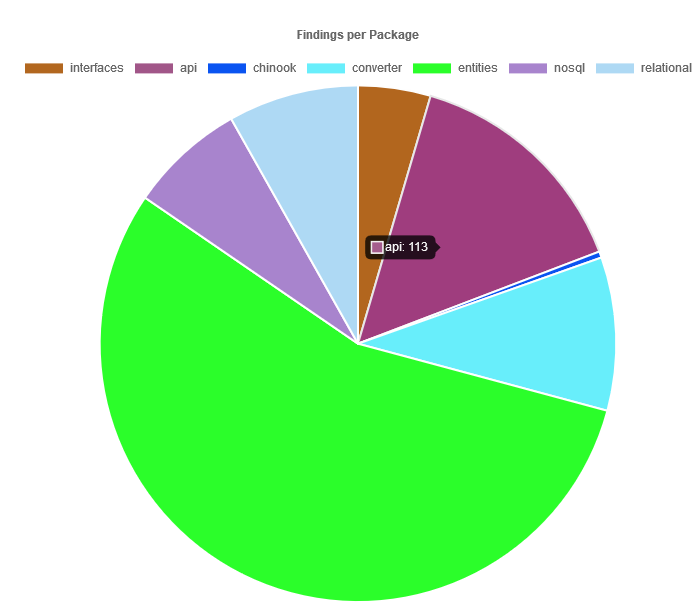 Findings per Package
interfaces api chinook converter entities nosql relational
api: 113